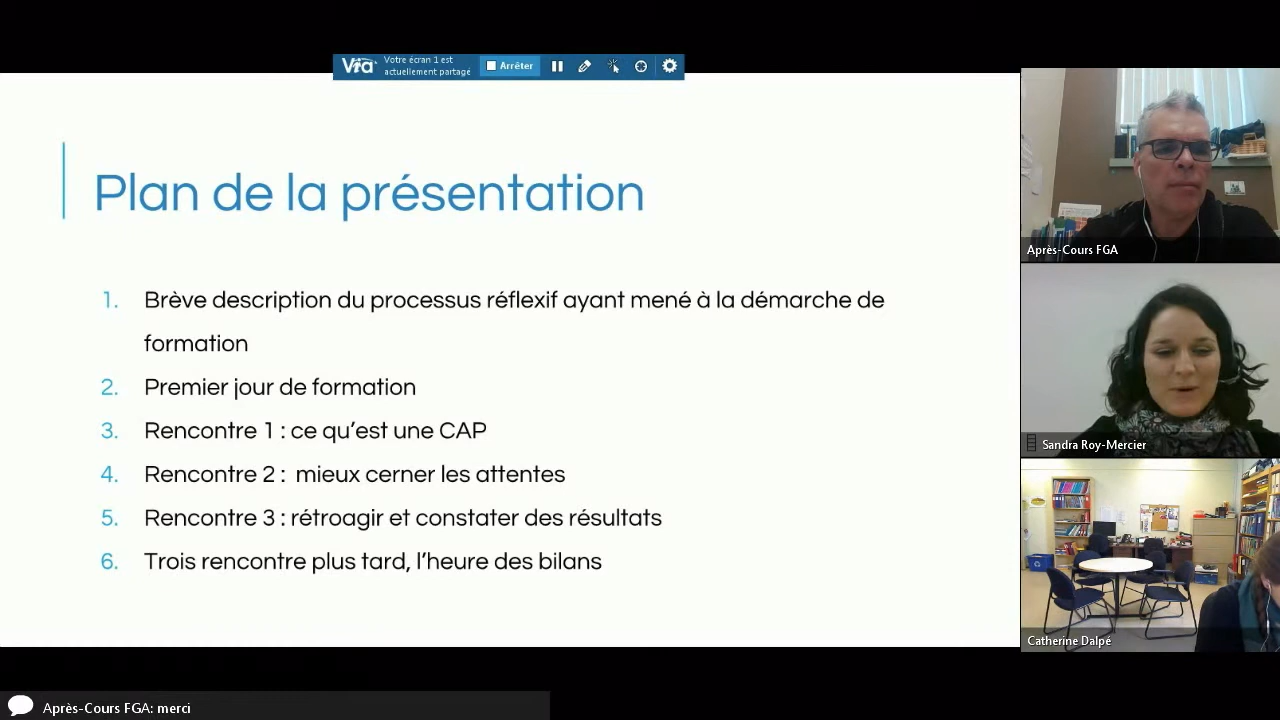 Via
Votre écran 1 est
actuellement partagé
Arrêter
Plan de la présentation
1. Brève description du processus réflexif ayant mené à la démarche de
formation
2. Premier jour de formation
3. Rencontre 1 : ce qu’est une CAP
4. Rencontre 2 :  mieux cerner les attentes
5. Rencontre 3 : rétroagir et constater des résultats
6. Trois rencontre plus tard, l’heure des bilans
Après-Cours FGA
Sandra Roy-Mercier
Catherine Dalpé
Après-Cours FGA: merci